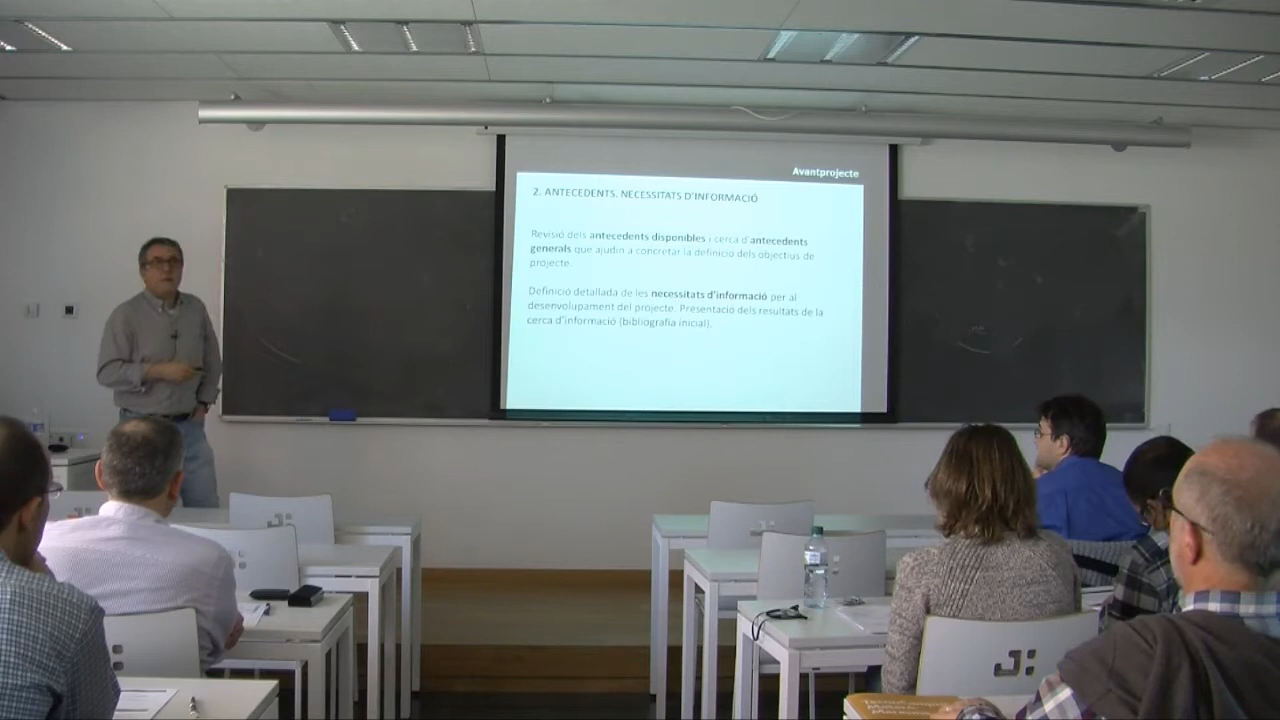 Avantprojecte
2. ANTECEDENTS. NECESSITATS D'INFORMACIÓ
Revisió dels antecedents disponibles i cerca d'antecedents
generals que ajudin a concretar la definició dels objectius de
projecte.
Definició detallada de les necessitats d'informació per al
desenvolupament del projecte. Presentació dels resultats de la
cerca d'informació (bibliografia inicial).
J:
J:
J: